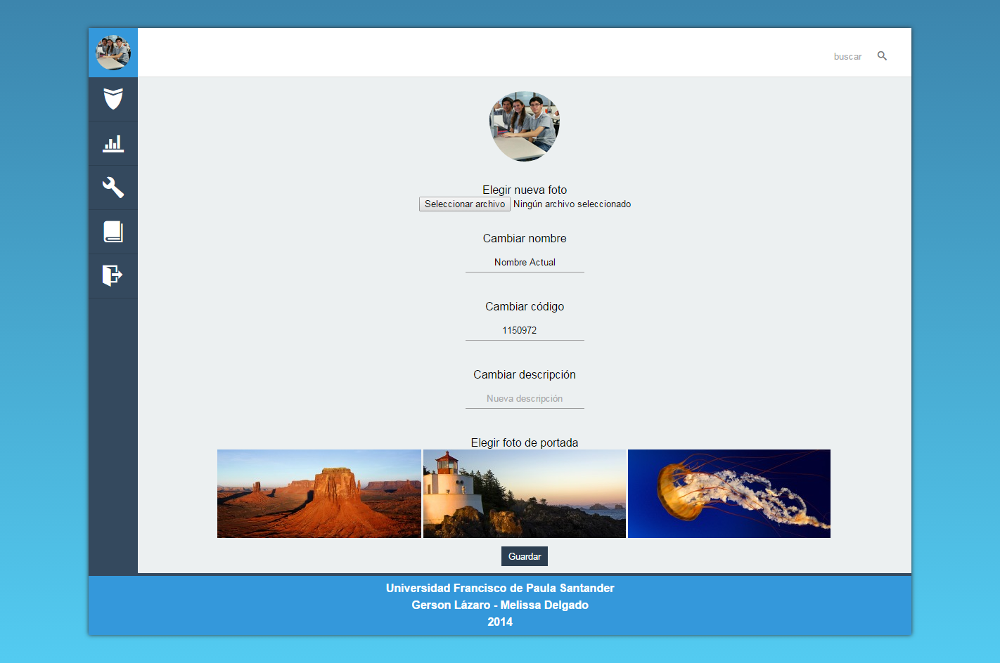 buscar
Elegir nueva foto
Seleccionar archivo Ningún archivo seleccionado
Cambiar nombre
Nombre Actual
Cambiar código
1150972
Cambiar descripción
Nueva descripción
Elegir foto de portada
Guardar
Universidad Francisco de Paula Santander
Gerson Lázaro - Melissa Delgado
2014